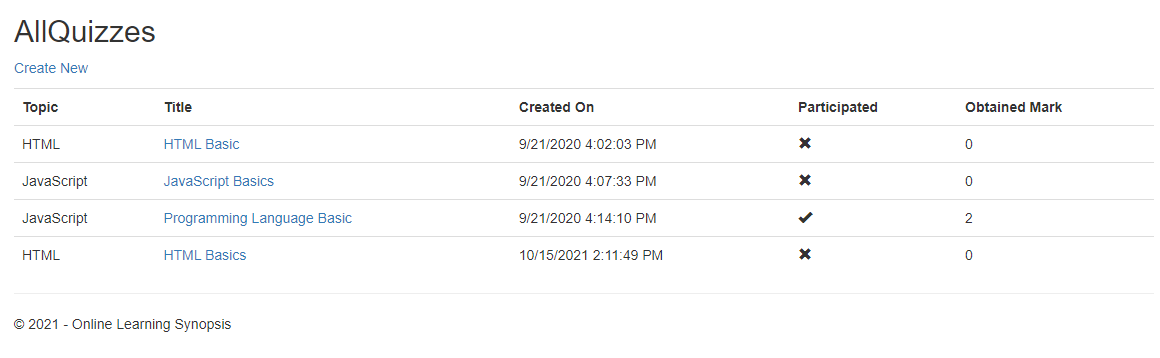 AllQuizzes
Create New
Topic Title Created On Participated Obtained Mark
HTML HTML Basic 9/21/2020 4:02:03 PM ✖ 0
JavaScript JavaScript Basics 9/21/2020 4:07:33 PM ✖ 0
JavaScript Programming Language Basic 9/21/2020 4:14:10 PM ✔ 2
HTML HTML Basics 10/15/2021 2:11:49 PM ✖ 0
© 2021 - Online Learning Synopsis